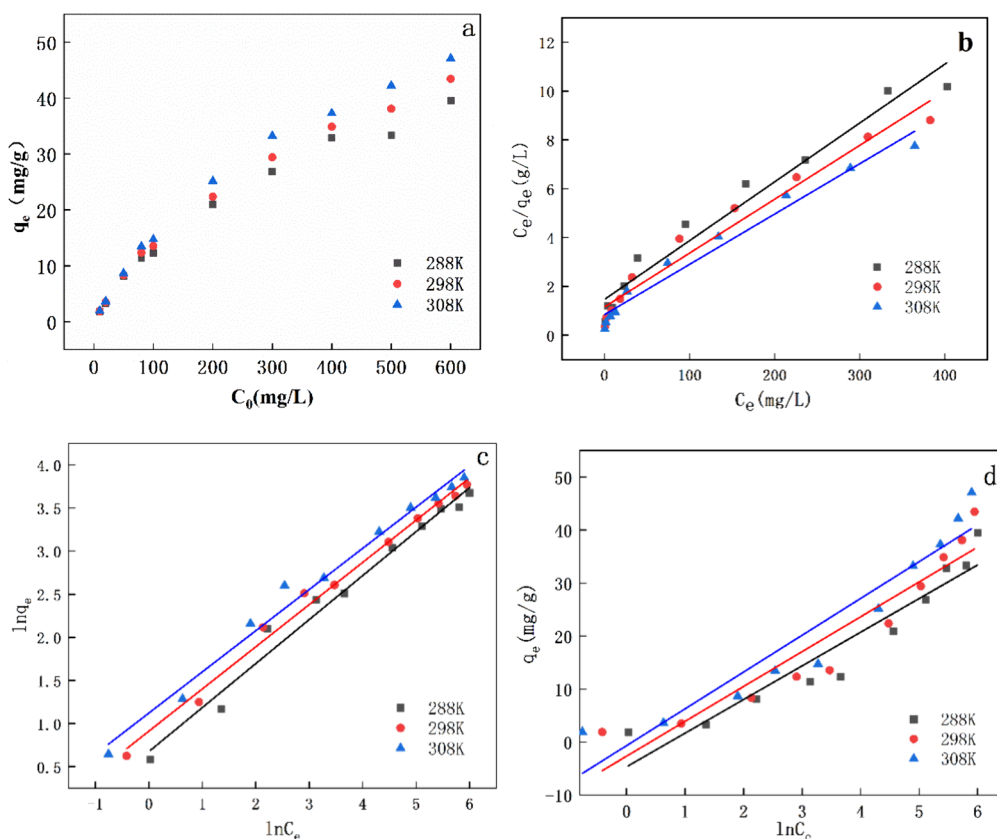 a
50
40
30
20
10
0
qe (mg/g)
288K
298K
308K
0 100 200 300 400 500 600
C0(mg/L)
b
12
10
8
6
4
2
0
Ce/qe(g/L)
288K
298K
308K
0 100 200 300 400
Ce(mg/L)
c
4.0
3.5
3.0
2.5
2.0
1.5
1.0
0.5
lnqe
288K
298K
308K
-1 0 1 2 3 4 5 6
lnCe
d
50
40
30
20
10
0
-10
qe(mg/g)
288K
298K
308K
0 1 2 3 4 5 6
lnC